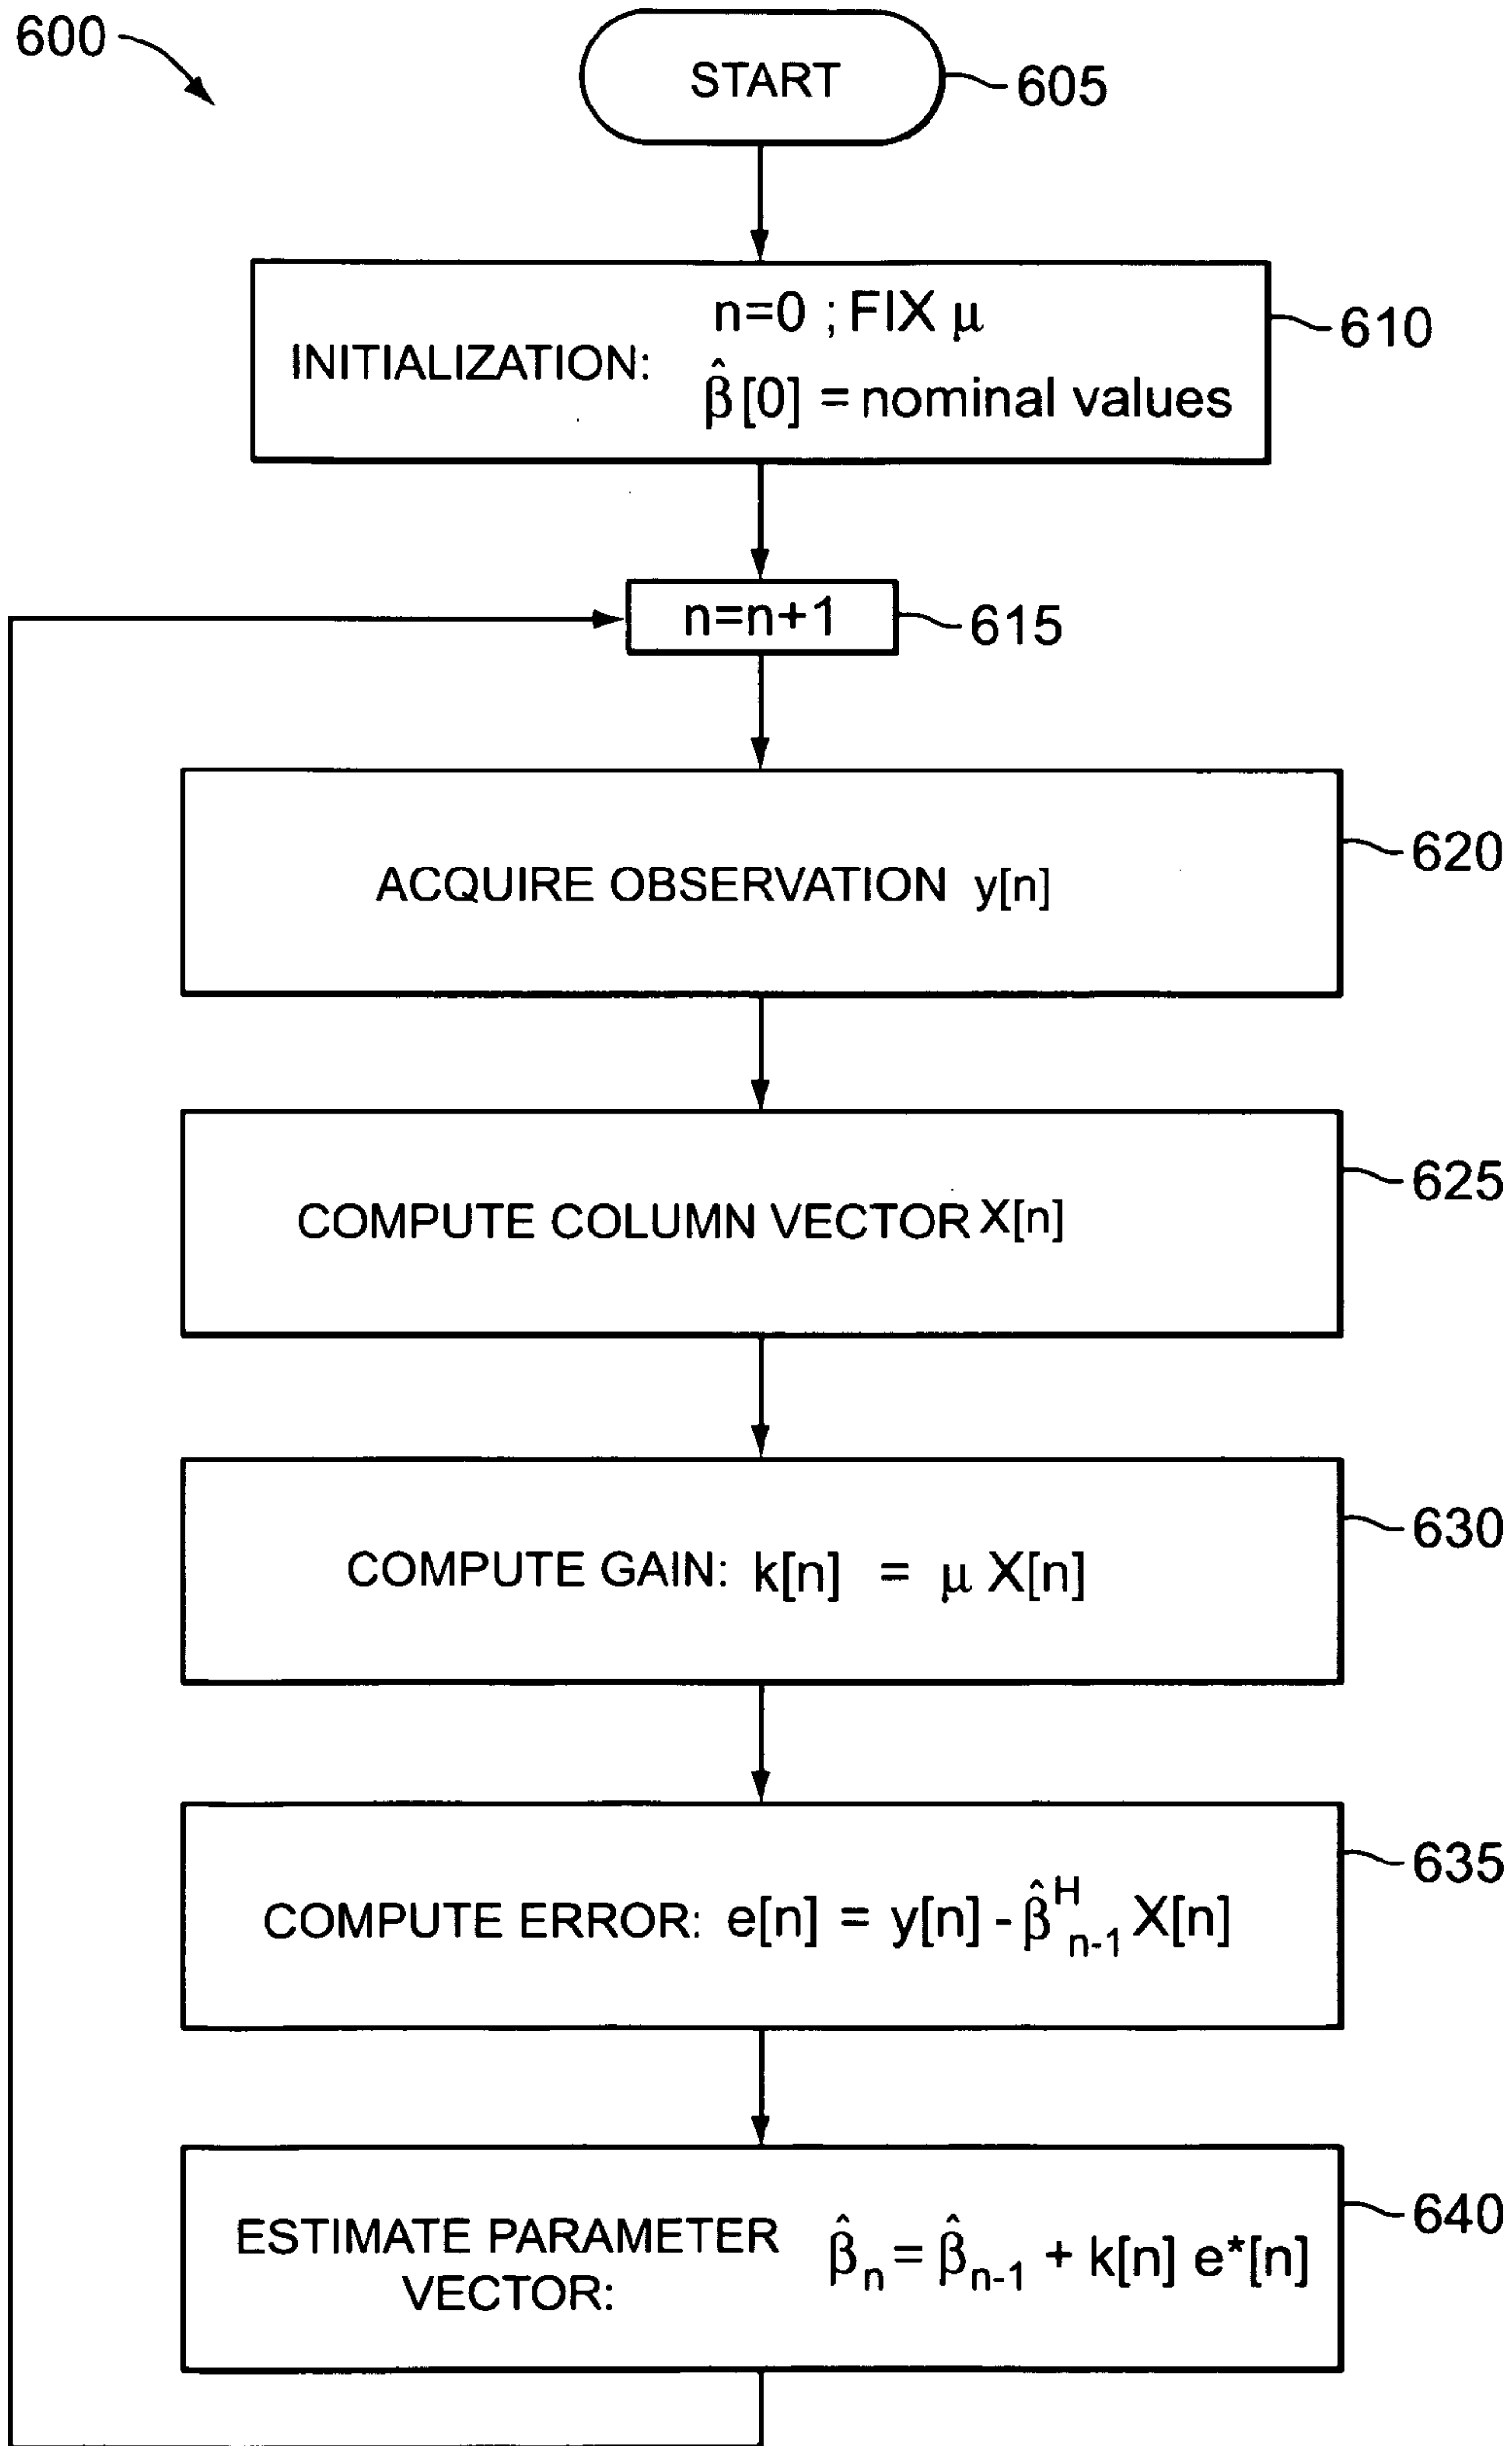 600
START
605
n=0 ; FIX μ
INITIALIZATION:
β̂[0] = nominal values
610
n=n+1
615
ACQUIRE OBSERVATION y[n]
620
COMPUTE COLUMN VECTOR X[n]
625
COMPUTE GAIN: k[n] = μ X[n]
630
COMPUTE ERROR: e[n] = y[n] - β̂ᴴₙ₋₁ X[n]
635
ESTIMATE PARAMETER
VECTOR:
β̂ₙ = β̂ₙ₋₁ + k[n] e*[n]
640